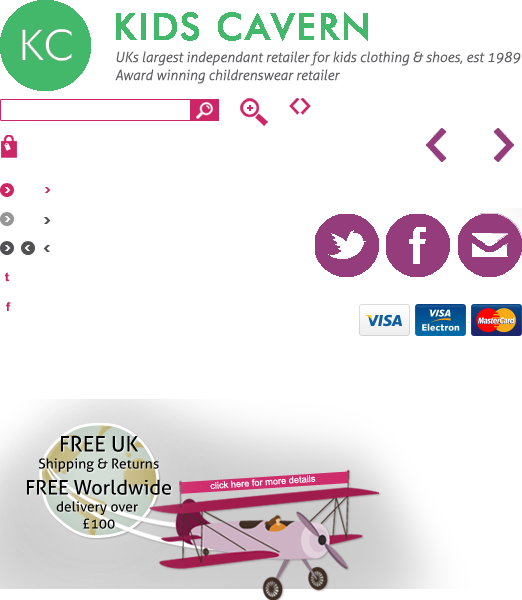 KC
KIDS CAVERN
UKs largest independant retailer for kids clothing & shoes, est 1989
Award winning childrenswear retailer
t
f
f
VISA
VISA
Electron
MasterCard
FREE UK
Shipping & Returns
FREE Worldwide
delivery over
£100
click here for more details